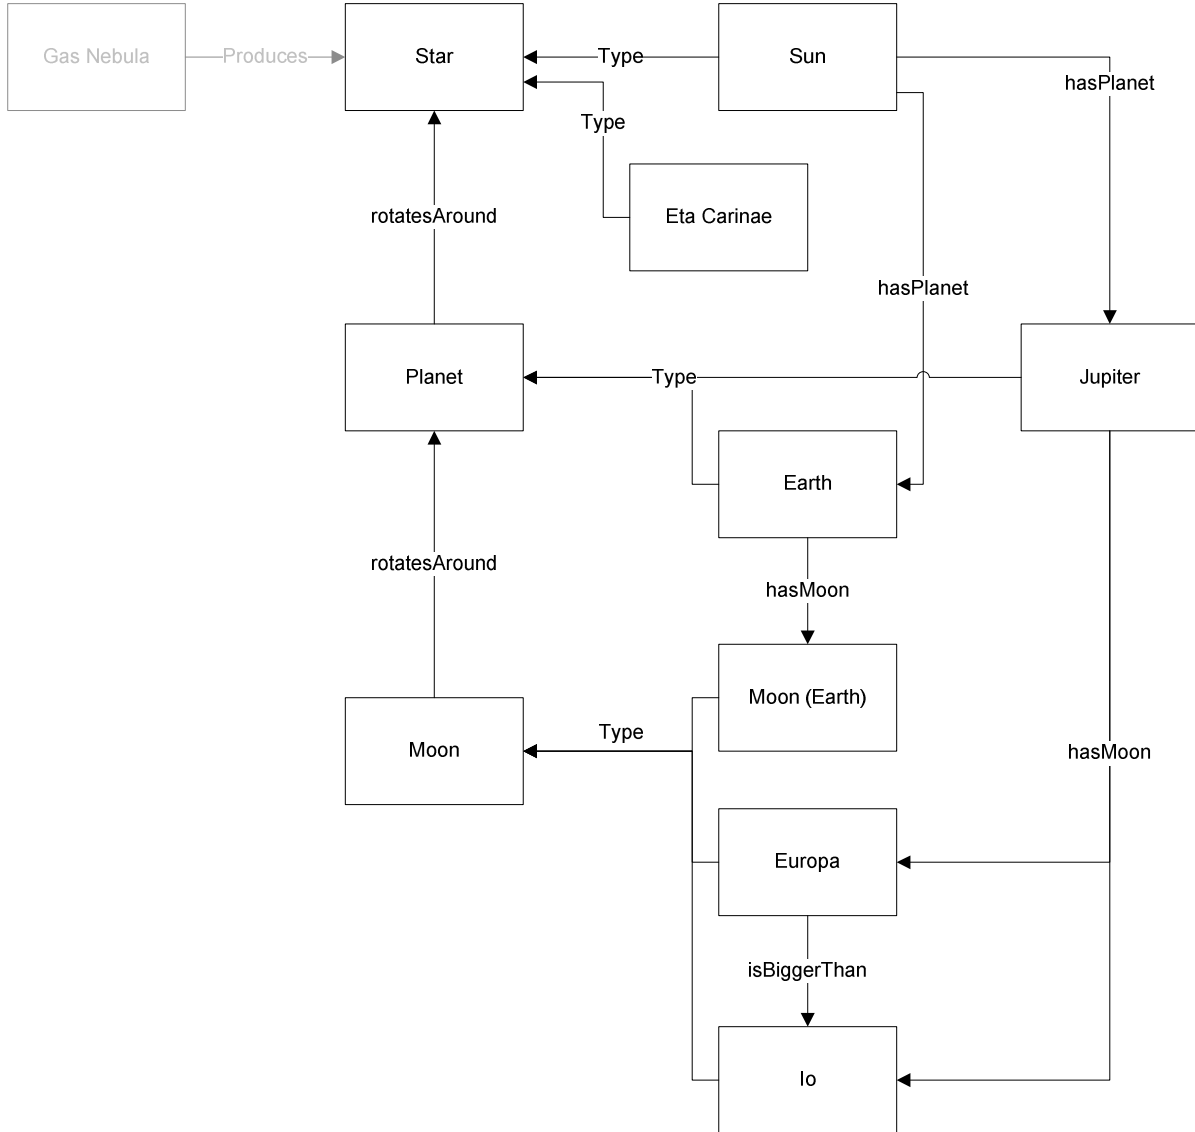 Gas Nebula
Produces
Star
Type
Sun
hasPlanet
Type
Eta Carinae
rotatesAround
hasPlanet
Planet
Type
Jupiter
Earth
rotatesAround
hasMoon
Moon (Earth)
Moon
Type
hasMoon
Europa
isBiggerThan
Io